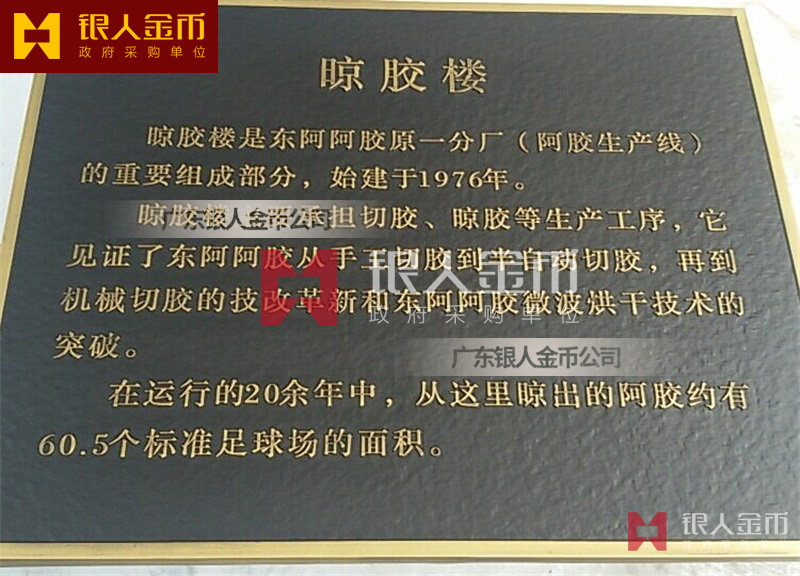 银人金币
政府采购单位
晾胶楼
晾胶楼是东阿阿胶原一分厂（阿胶生产线）
的重要组成部分，始建于1976年。
晾胶楼 承担切胶、晾胶等生产工序，它
广东银人金币公司
见证了东阿阿胶从手工切胶到半自动切胶，再到
银人金币
机械切胶的技改革新和东阿阿胶微波烘干技术的
政府采购单位
突破。
广东银人金币公司
在运行的20余年中，从这里晾出的阿胶约有
60.5个标准足球场的面积。
银人金币